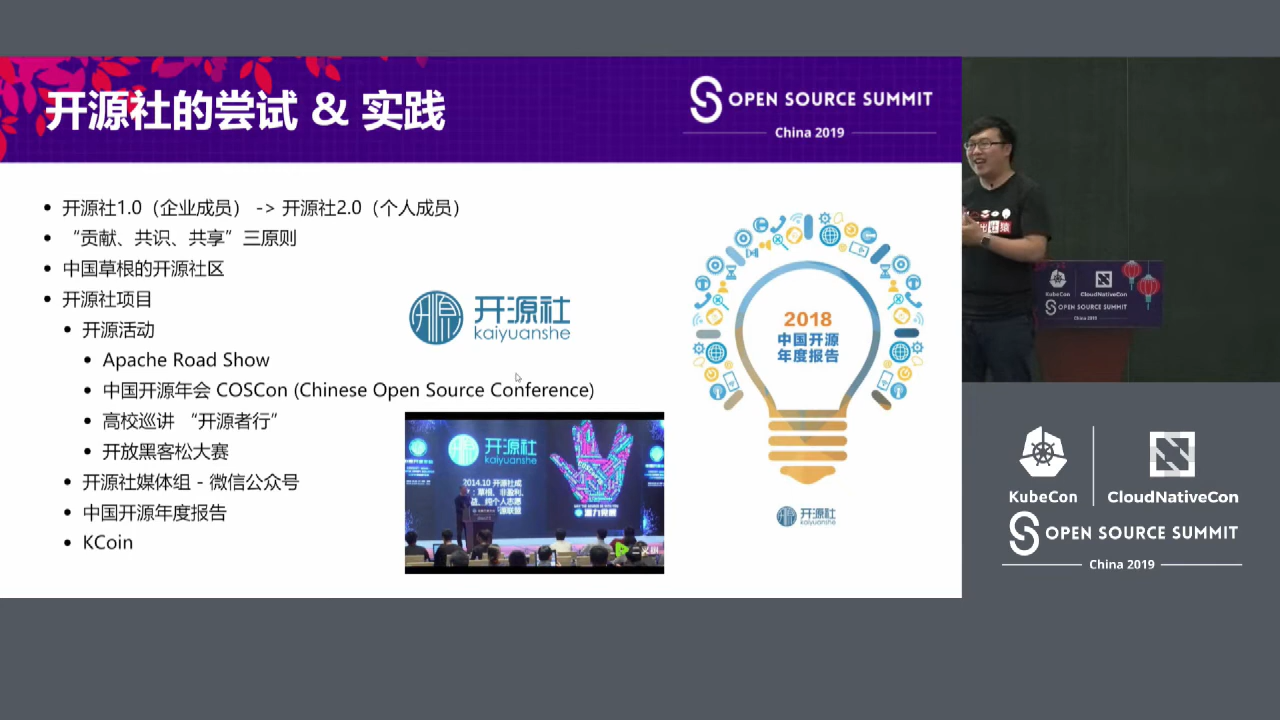 开源社的尝试 & 实践
OPEN SOURCE SUMMIT
China 2019
• 开源社1.0（企业成员） -> 开源社2.0（个人成员）
• “贡献、共识、共享”三原则
• 中国草根的开源社区
• 开源社项目
• 开源活动
• Apache Road Show
• 中国开源年会 COSCon (Chinese Open Source Conference)
• 高校巡讲 “开源者行”
• 开放黑客松大赛
• 开源社媒体组 - 微信公众号
• 中国开源年度报告
• KCoin
开源社
kaiyuanshe
开源社
kaiyuanshe
2014.10 开源社成
2018
中国开源
年度报告
开源社
kaiyuanshe
KubeCon
CloudNativeCon
OPEN SOURCE SUMMIT
China 2019
KubeCon
CloudNativeCon
OPEN SOURCE SUMMIT
China 2019